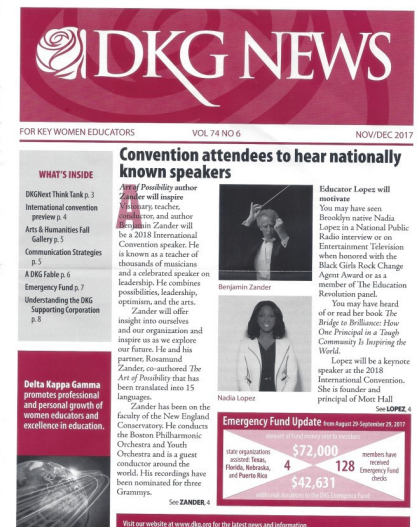 DKG NEWS
FOR KEY WOMEN EDUCATORS
VOL 74 NO 6
NOV/DEC 2017
WHAT'S INSIDE
DKGNext Think Tank p. 3
International convention
preview p. 4
Arts & Humanities Fall
Gallery p. 5
Communication Strategies
p. 5
A DKG Fable p. 6
Emergency Fund p. 7
Understanding the DKG
Supporting Corporation
p. 8
Delta Kappa Gamma
promotes professional
and personal growth of
women educators and
excellence in education.
Convention attendees to hear nationally
known speakers
Art of Possibility author
Zander will inspire
A
Visionary, teacher,
conductor, and author
Benjamin Zander will
be a 2018 International
Convention speaker. He
is known as a teacher of
thousands of musicians
and a celebrated speaker on
leadership. He combines
possibilities, leadership,
optimism, and the arts.
Zander will offer
insight into ourselves
and our organization and
inspire us as we explore
our future. He and his
partner, Rosamund
Zander, co-authored The
Art of Possibility that has
been translated into 15
languages.
Zander has been on the
faculty of the New England
Conservatory. He conducts
the Boston Philharmonic
Orchestra and Youth
Orchestra and is a guest
conductor around the
world. His recordings have
been nominated for three
Grammys.
See ZANDER, 4
Benjamin Zander
Nadia Lopez
Educator Lopez will
motivate
You may have seen
Brooklyn native Nadia
Lopez in a National Public
Radio interview or on
Entertainment Television
when honored with the
Black Girls Rock Change
Agent Award or as a
member of The Education
Revolution panel.
You may have heard
of or read her book The
Bridge to Brilliance: How
One Principal in a Tough
Community Is Inspiring the
World.
Lopez will be a keynote
speaker at the 2018
International Convention.
She is founder and
principal of Mott Hall
See LOPEZ, 4
Emergency Fund Update from August 29-September 29, 2017
amount of Fund money sent to members
$72,000
state organizations
assisted: Texas,
Florida, Nebraska,
and Puerto Rico
4
128
members have
received
Emergency Fund
checks
$42,631
additional donations to the DKG Emergency Fund
Visit our website at www.dkg.org for the latest news and information